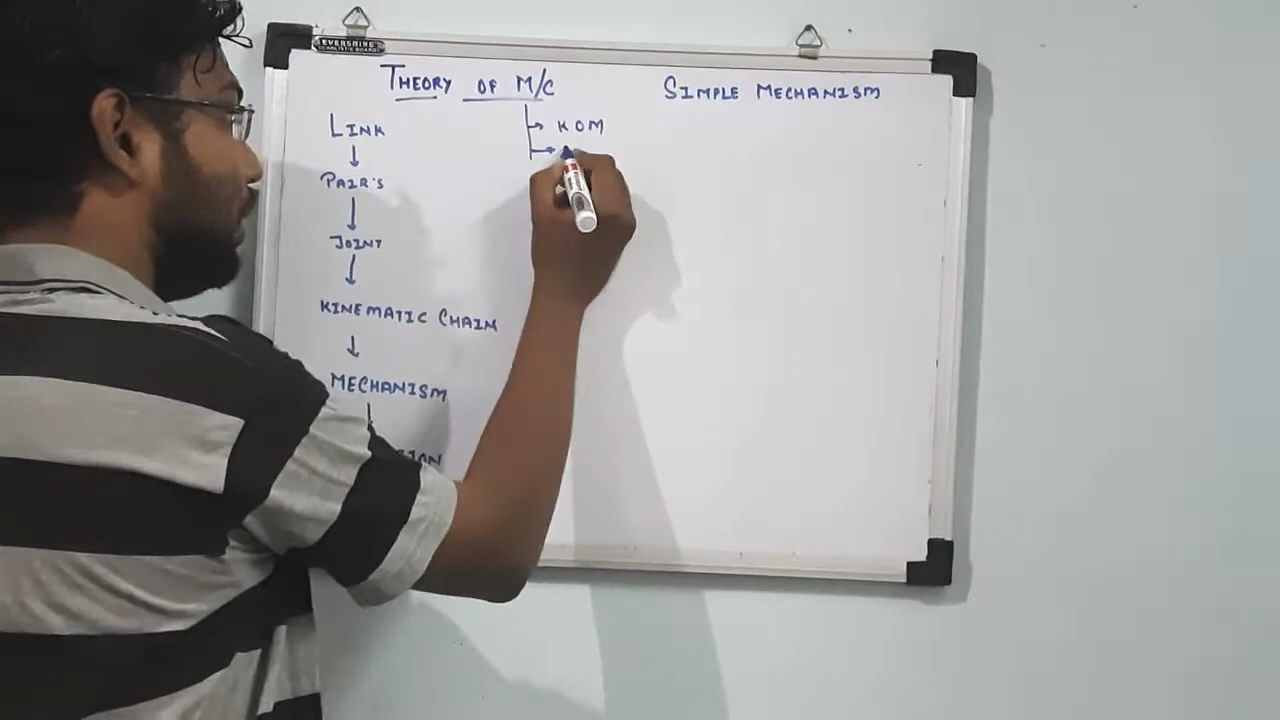 EVERSHINE
THEORY OF M/C
SIMPLE MECHANISM
KOM
LINK
PAIR'S
JOINT
KINEMATIC CHAIN
MECHANISM